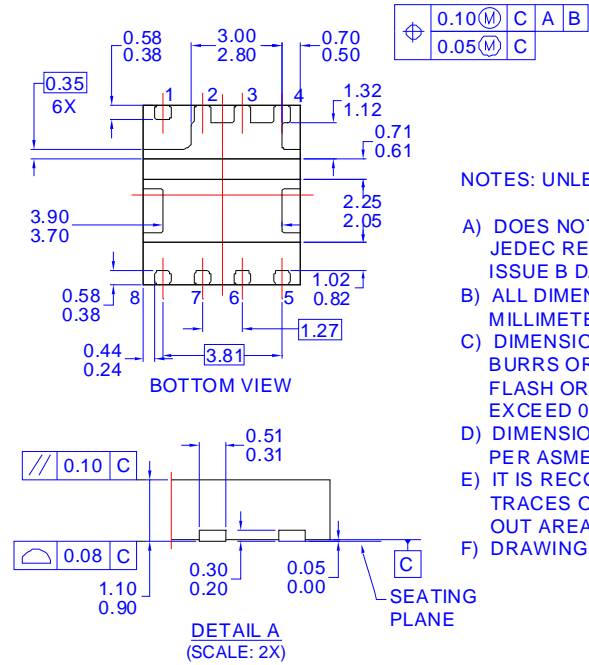 0.10 Ⓜ C A B
0.05 Ⓜ C
0.58
0.38
3.00
2.80
0.70
0.50
0.35
6X
1 2 3 4
1.32
1.12
0.71
0.61
3.90
3.70
2.25
2.05
0.58
0.38
8 7 6 5
1.02
0.82
1.27
0.44
0.24
3.81
BOTTOM VIEW
NOTES: UNLE
A) DOES NOT
JEDEC RE
ISSUE B DA
B) ALL DIMEN
MILLIMETE
C) DIMENSIO
BURRS OR
FLASH OR
EXCEED 0
D) DIMENSIO
PER ASME
E) IT IS RECO
TRACES O
OUT AREA
F) DRAWING
0.51
0.31
// 0.10 C
0.08 C
1.10
0.90
0.30
0.20
0.05
0.00
C
SEATING
PLANE
DETAIL A
(SCALE: 2X)